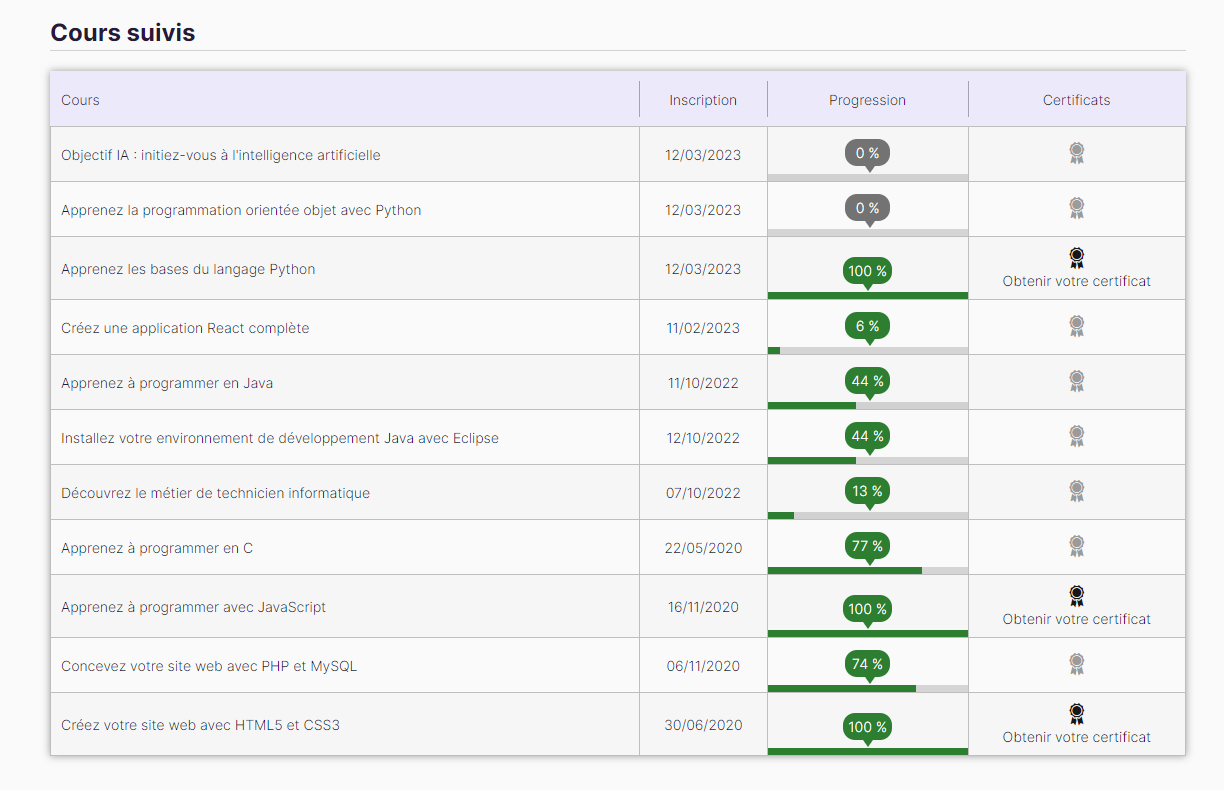 Cours suivis
Cours Inscription Progression Certificats
Objectif IA : initiez-vous à l'intelligence artificielle 12/03/2023 0 %
Apprenez la programmation orientée objet avec Python 12/03/2023 0 %
Apprenez les bases du langage Python 12/03/2023 100 % Obtenir votre certificat
Créez une application React complète 11/02/2023 6 %
Apprenez à programmer en Java 11/10/2022 44 %
Installez votre environnement de développement Java avec Eclipse 12/10/2022 44 %
Découvrez le métier de technicien informatique 07/10/2022 13 %
Apprenez à programmer en C 22/05/2020 77 %
Apprenez à programmer avec JavaScript 16/11/2020 100 % Obtenir votre certificat
Concevez votre site web avec PHP et MySQL 06/11/2020 74 %
Créez votre site web avec HTML5 et CSS3 30/06/2020 100 % Obtenir votre certificat